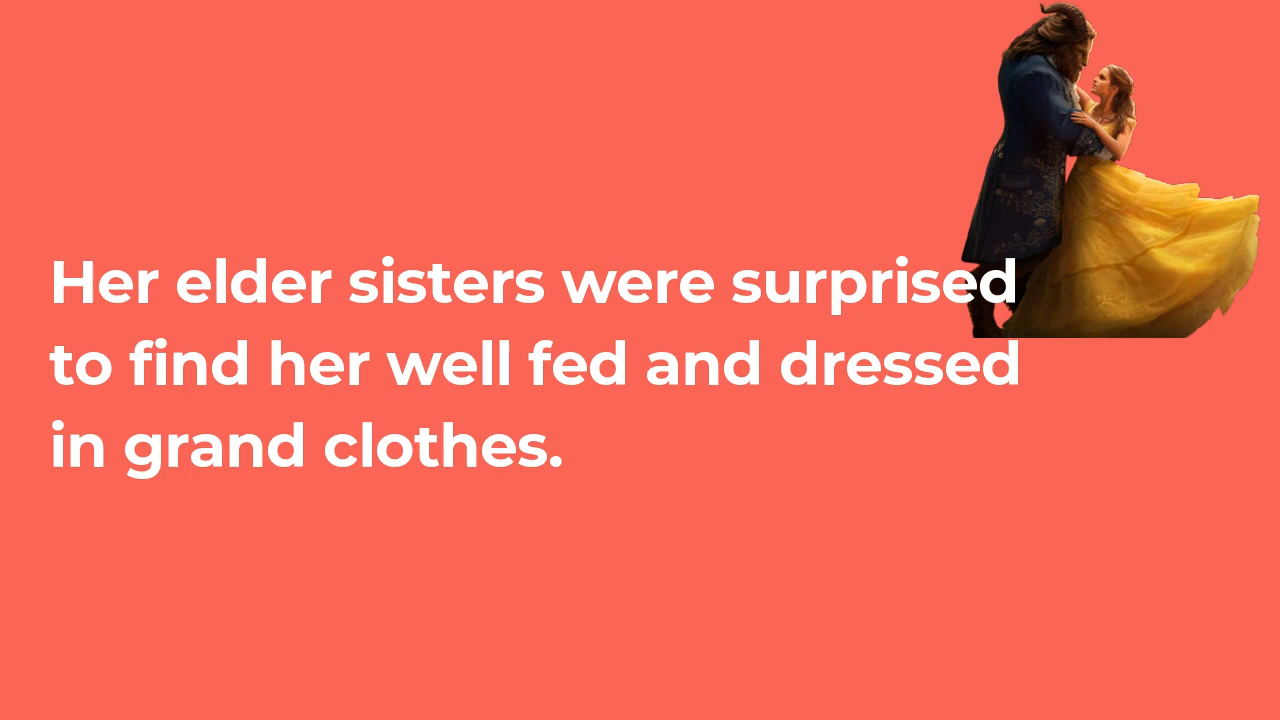 Her elder sisters were surprised
to find her well fed and dressed
in grand clothes.